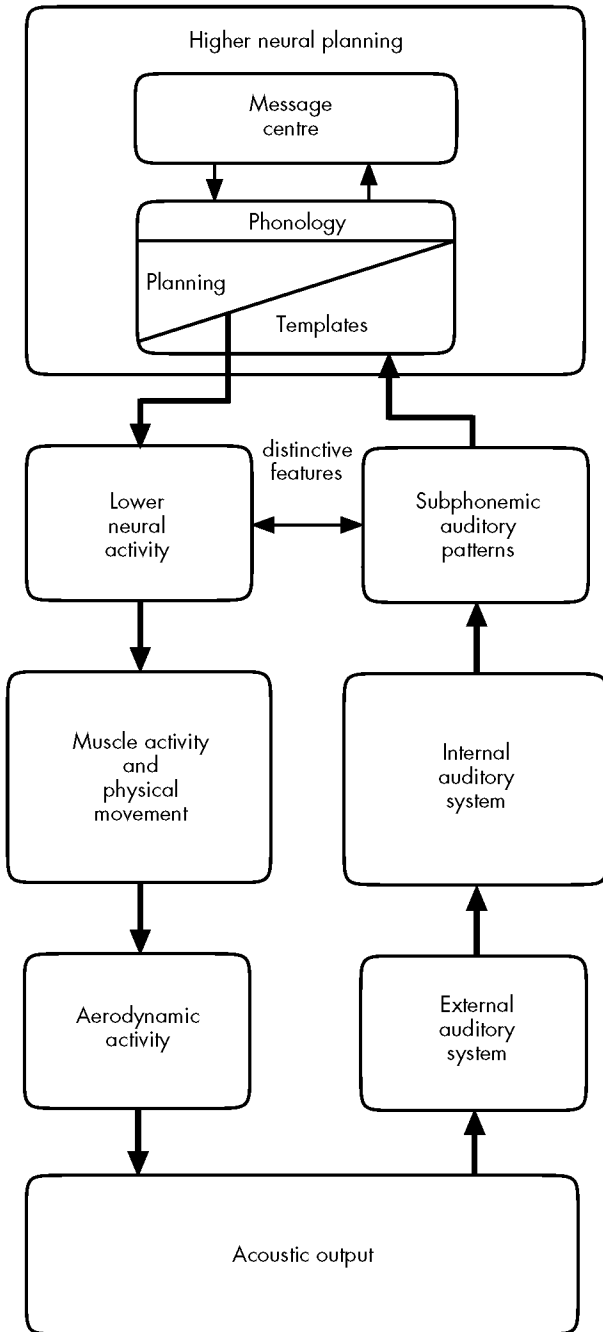 Higher neural planning
Message
centre
Phonology
Planning
Templates
distinctive
features
Lower
neural
activity
Subphonemic
auditory
patterns
Muscle activity
and
physical
movement
Internal
auditory
system
Aerodynamic
activity
External
auditory
system
Acoustic output